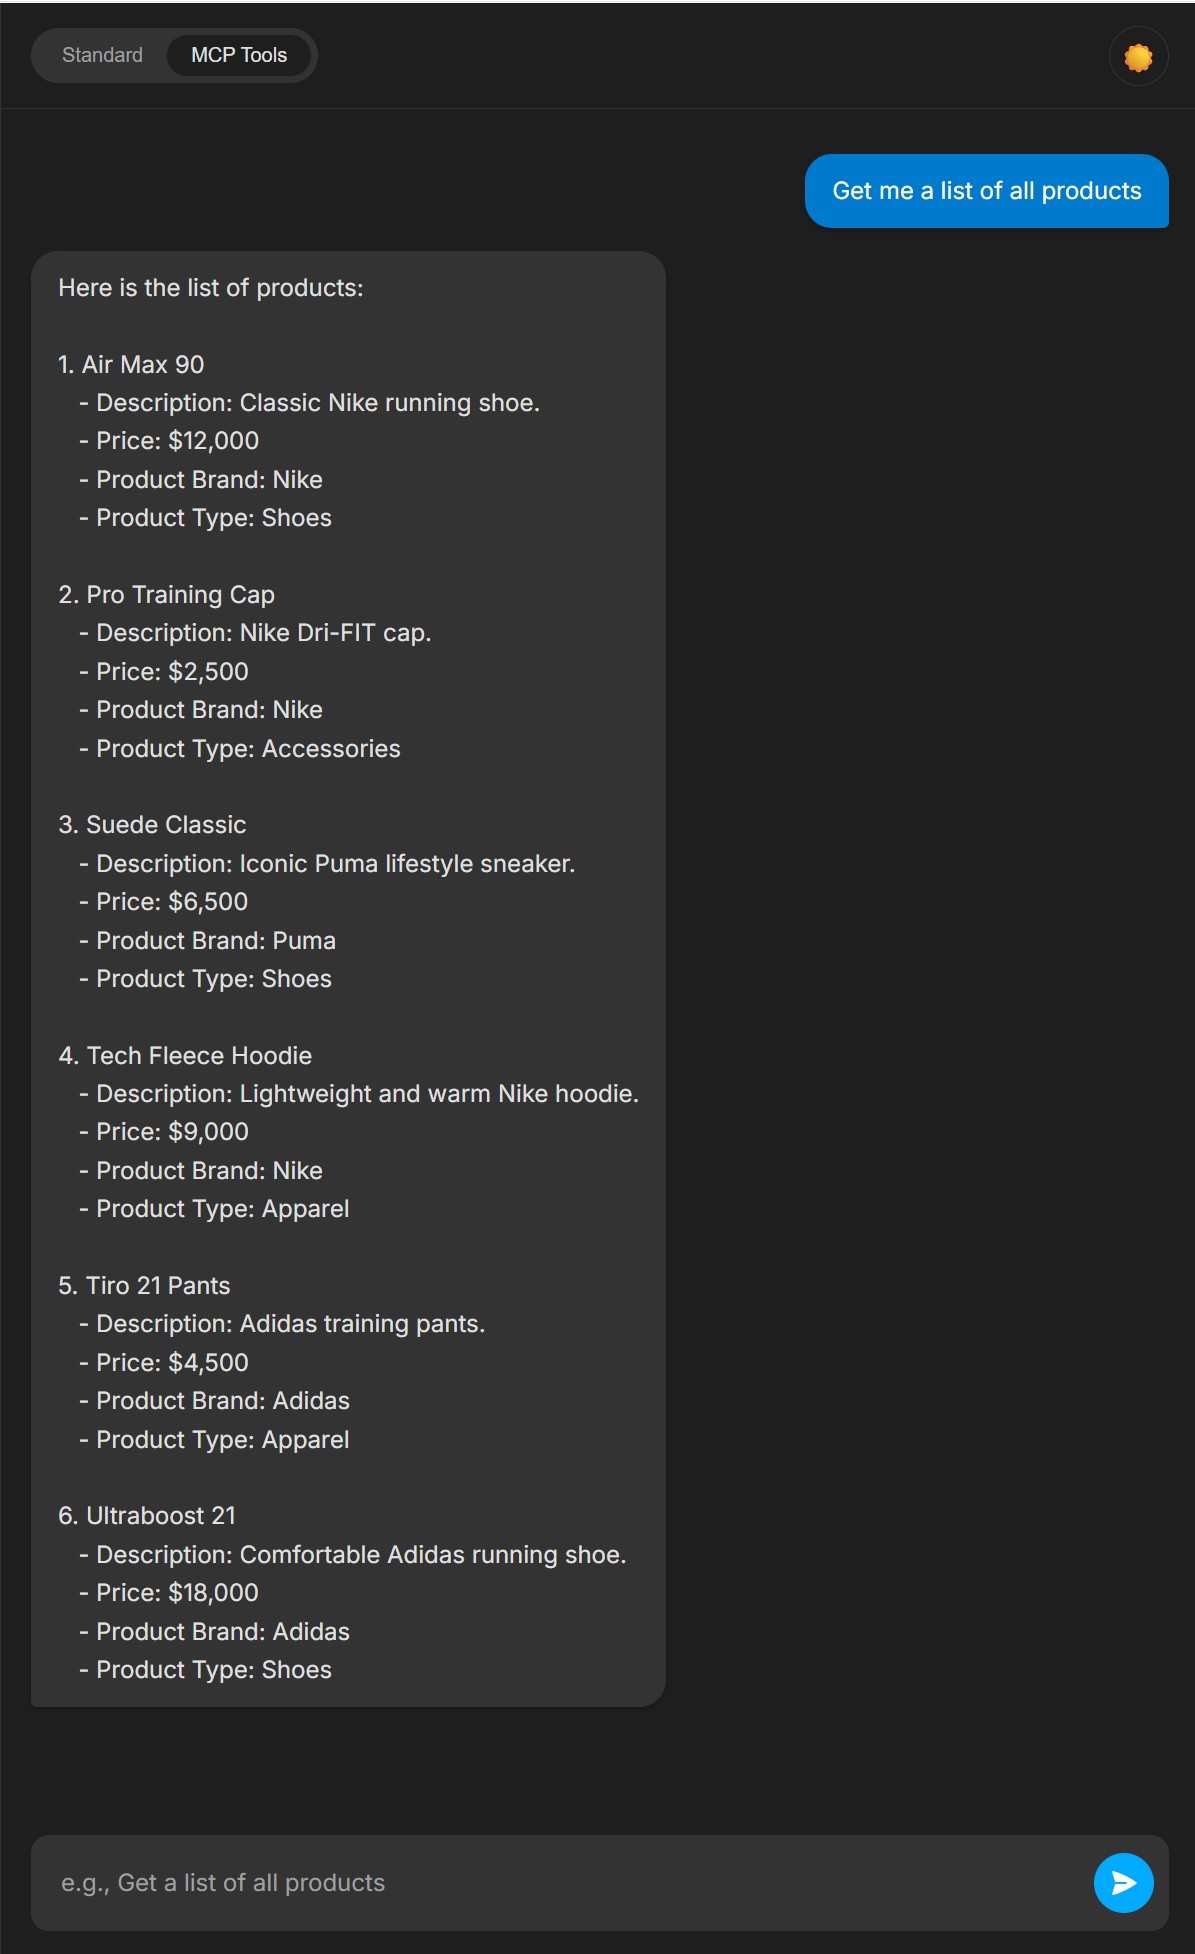 Standard
MCP Tools
Get me a list of all products
Here is the list of products:
1. Air Max 90
- Description: Classic Nike running shoe.
- Price: $12,000
- Product Brand: Nike
- Product Type: Shoes
2. Pro Training Cap
- Description: Nike Dri-FIT cap.
- Price: $2,500
- Product Brand: Nike
- Product Type: Accessories
3. Suede Classic
- Description: Iconic Puma lifestyle sneaker.
- Price: $6,500
- Product Brand: Puma
- Product Type: Shoes
4. Tech Fleece Hoodie
- Description: Lightweight and warm Nike hoodie.
- Price: $9,000
- Product Brand: Nike
- Product Type: Apparel
5. Tiro 21 Pants
- Description: Adidas training pants.
- Price: $4,500
- Product Brand: Adidas
- Product Type: Apparel
6. Ultraboost 21
- Description: Comfortable Adidas running shoe.
- Price: $18,000
- Product Brand: Adidas
- Product Type: Shoes
e.g., Get a list of all products